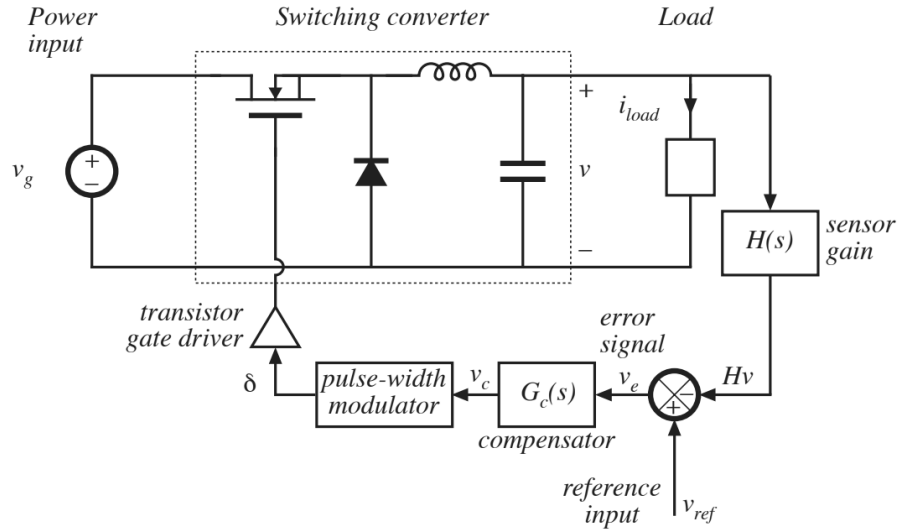 Power
input
Switching converter
Load
v_g
+
–
+
v
–
i_load
H(s)
sensor
gain
transistor
gate driver
δ
pulse-width
modulator
v_c
G_c(s)
compensator
error
signal
v_e
–
+
Hv
reference
input
v_ref